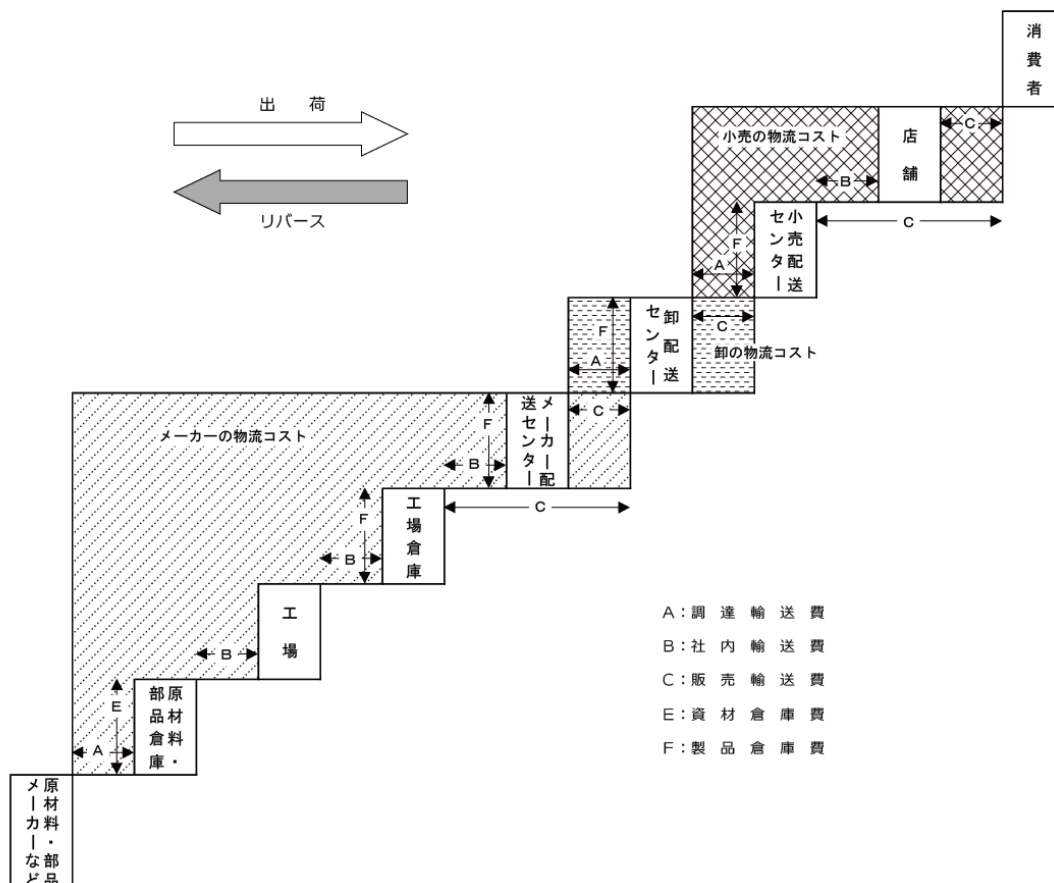 消費者
出　荷
リバース
小売の物流コスト
C
店舗
B
C
F
A
小売配送
センター
F
A
卸配送
センター
C
卸の物流コスト
メーカーの物流コスト
F
B
メーカー配
送センター
C
C
F
B
工場倉庫
工場
B
A：調達輸送費
B：社内輸送費
C：販売輸送費
E：資材倉庫費
F：製品倉庫費
E
A
原材料・
部品倉庫
原材料・部品
メーカーなど